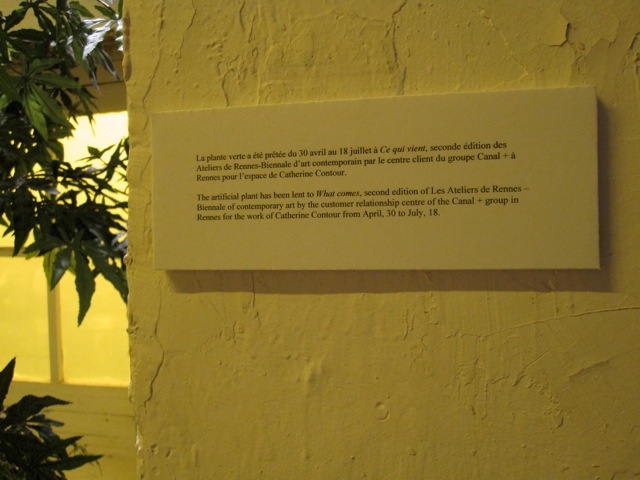 La plante verte a été prêtée du 30 avril au 18 juillet à Ce qui vient, seconde édition des
Ateliers de Rennes-Biennale d'art contemporain par le centre client du groupe Canal + à
Rennes pour l'espace de Catherine Contour.
The artificial plant has been lent to What comes, second edition of Les Ateliers de Rennes –
Biennale of contemporary art by the customer relationship centre of the Canal + group in
Rennes for the work of Catherine Contour from April, 30 to July, 18.